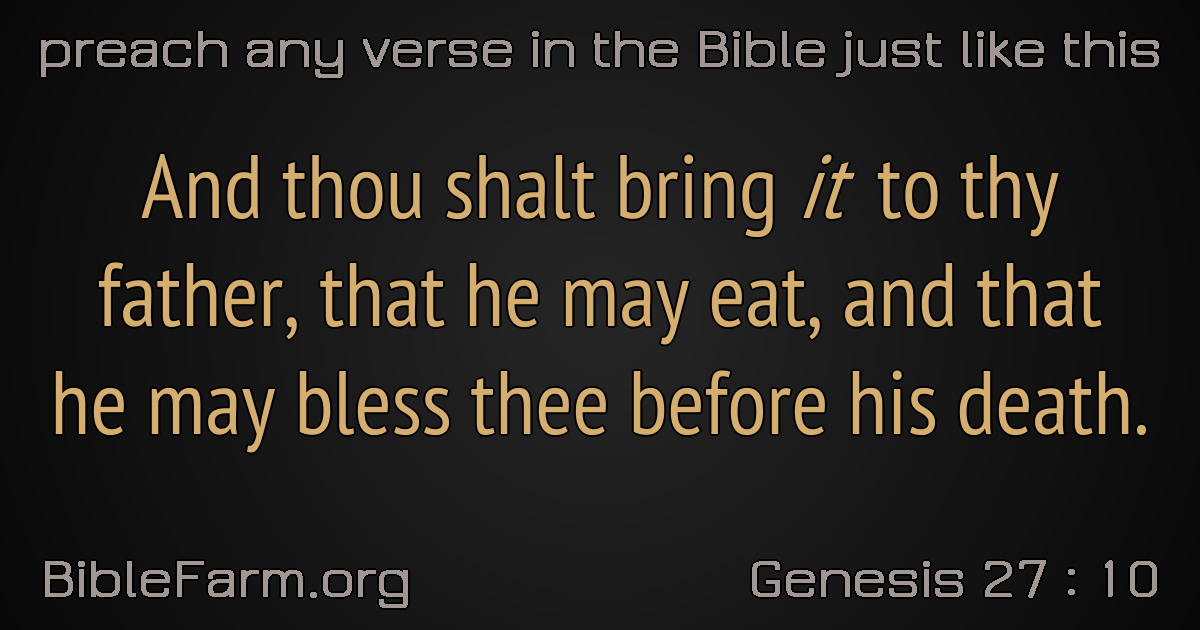 preach any verse in the Bible just like this
And thou shalt bring it to thy
father, that he may eat, and that
he may bless thee before his death.
BibleFarm.org
Genesis 27 : 10